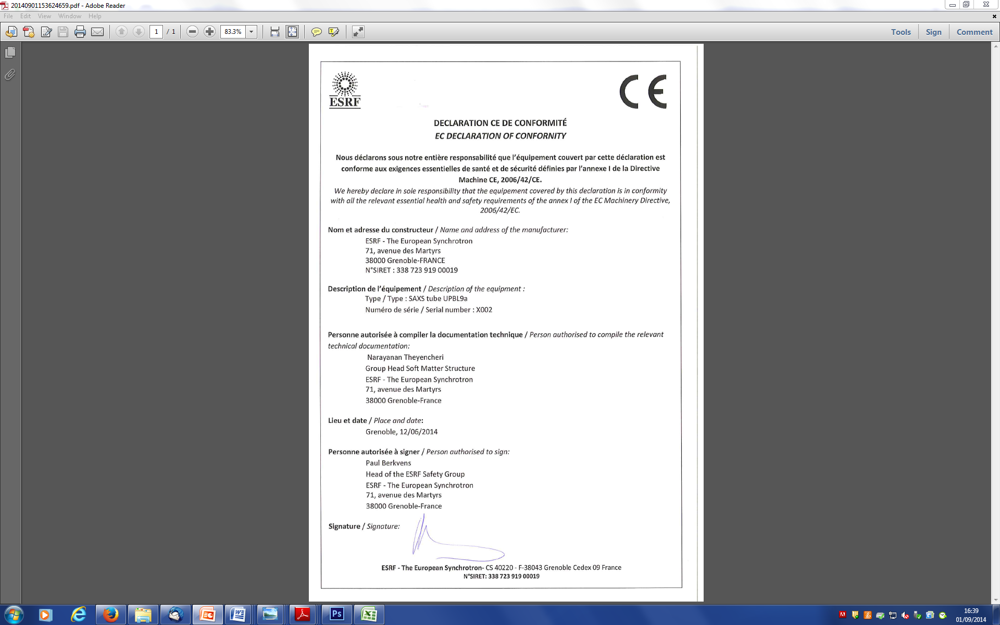 20140901153624659.pdf - Adobe Reader
File Edit View Window Help
1 / 1 83.3% Tools Sign Comment
ESRF
CE
DECLARATION CE DE CONFORMITÉ
EC DECLARATION OF CONFORNITY
Nous déclarons sous notre entière responsabilité que l'équipement couvert par cette déclaration est
conforme aux exigences essentielles de santé et de sécurité définies par l'annexe I de la Directive
Machine CE, 2006/42/CE.
We hereby declare in sole responsibility that the equipement covered by this declaration is in conformity
with all the relevant essential health and safety requirements of the annex I of the EC Machinery Directive,
2006/42/EC.
Nom et adresse du constructeur / Name and address of the manufacturer:
ESRF - The European Synchrotron
71, avenue des Martyrs
38000 Grenoble-FRANCE
N°SIRET : 338 723 919 00019
Description de l'équipement / Description of the equipment :
Type / Type : SAXS tube UPBL9a
Numéro de série / Serial number : X002
Personne autorisée à compiler la documentation technique / Person authorised to compile the relevant
technical documentation:
Narayanan Theyencheri
Group Head Soft Matter Structure
ESRF - The European Synchrotron
71, avenue des Martyrs
38000 Grenoble-France
Lieu et date / Place and date:
Grenoble, 12/06/2014
Personne autorisée à signer / Person authorised to sign:
Paul Berkvens
Head of the ESRF Safety Group
ESRF - The European Synchrotron
71, avenue des Martyrs
38000 Grenoble-France
Signature / Signature:
ESRF - The European Synchrotron- CS 40220 - F-38043 Grenoble Cedex 09 France
N°SIRET: 338 723 919 00019
Ps
16:39
01/09/2014